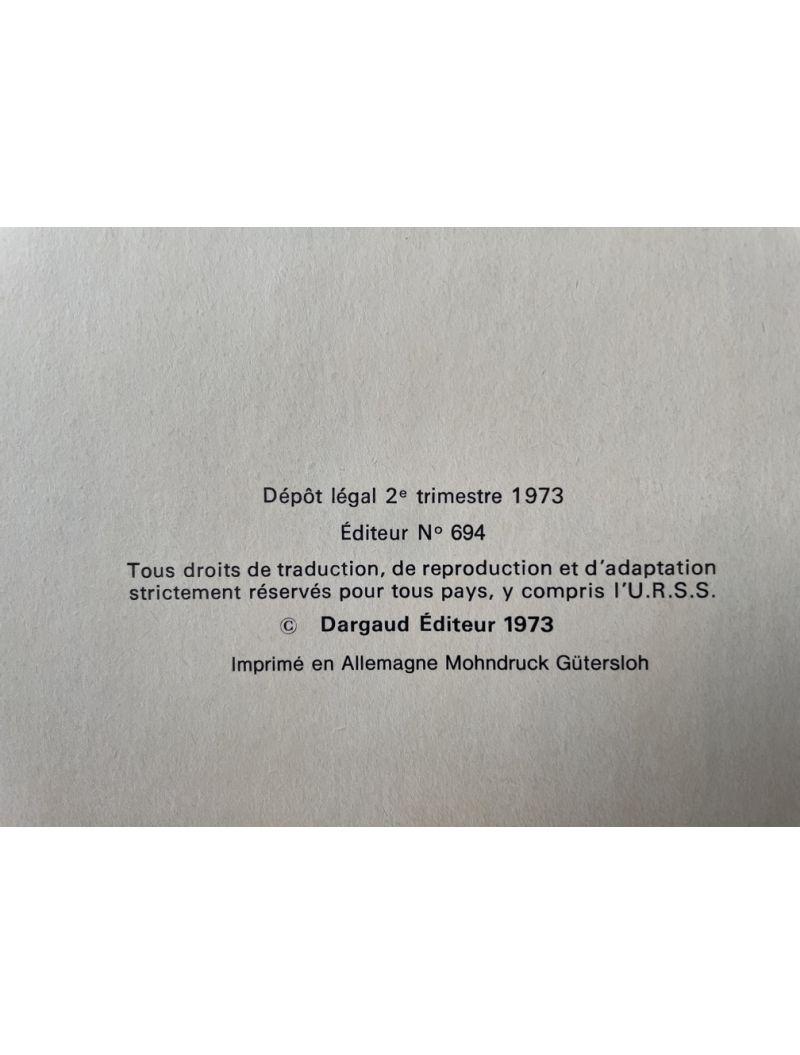 Dépôt légal 2e trimestre 1973
Éditeur No 694
Tous droits de traduction, de reproduction et d'adaptation
strictement réservés pour tous pays, y compris l'U.R.S.S.
© Dargaud Éditeur 1973
Imprimé en Allemagne Mohndruck Gütersloh